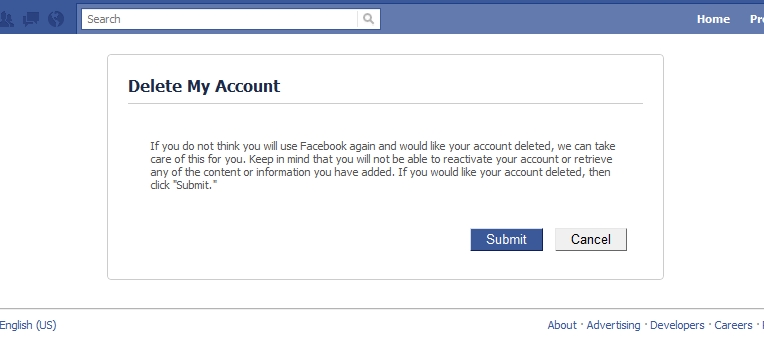 Search
Home Pr
Delete My Account
If you do not think you will use Facebook again and would like your account deleted, we can take
care of this for you. Keep in mind that you will not be able to reactivate your account or retrieve
any of the content or information you have added. If you would like your account deleted, then
click "Submit."
Submit Cancel
English (US) About · Advertising · Developers · Careers ·